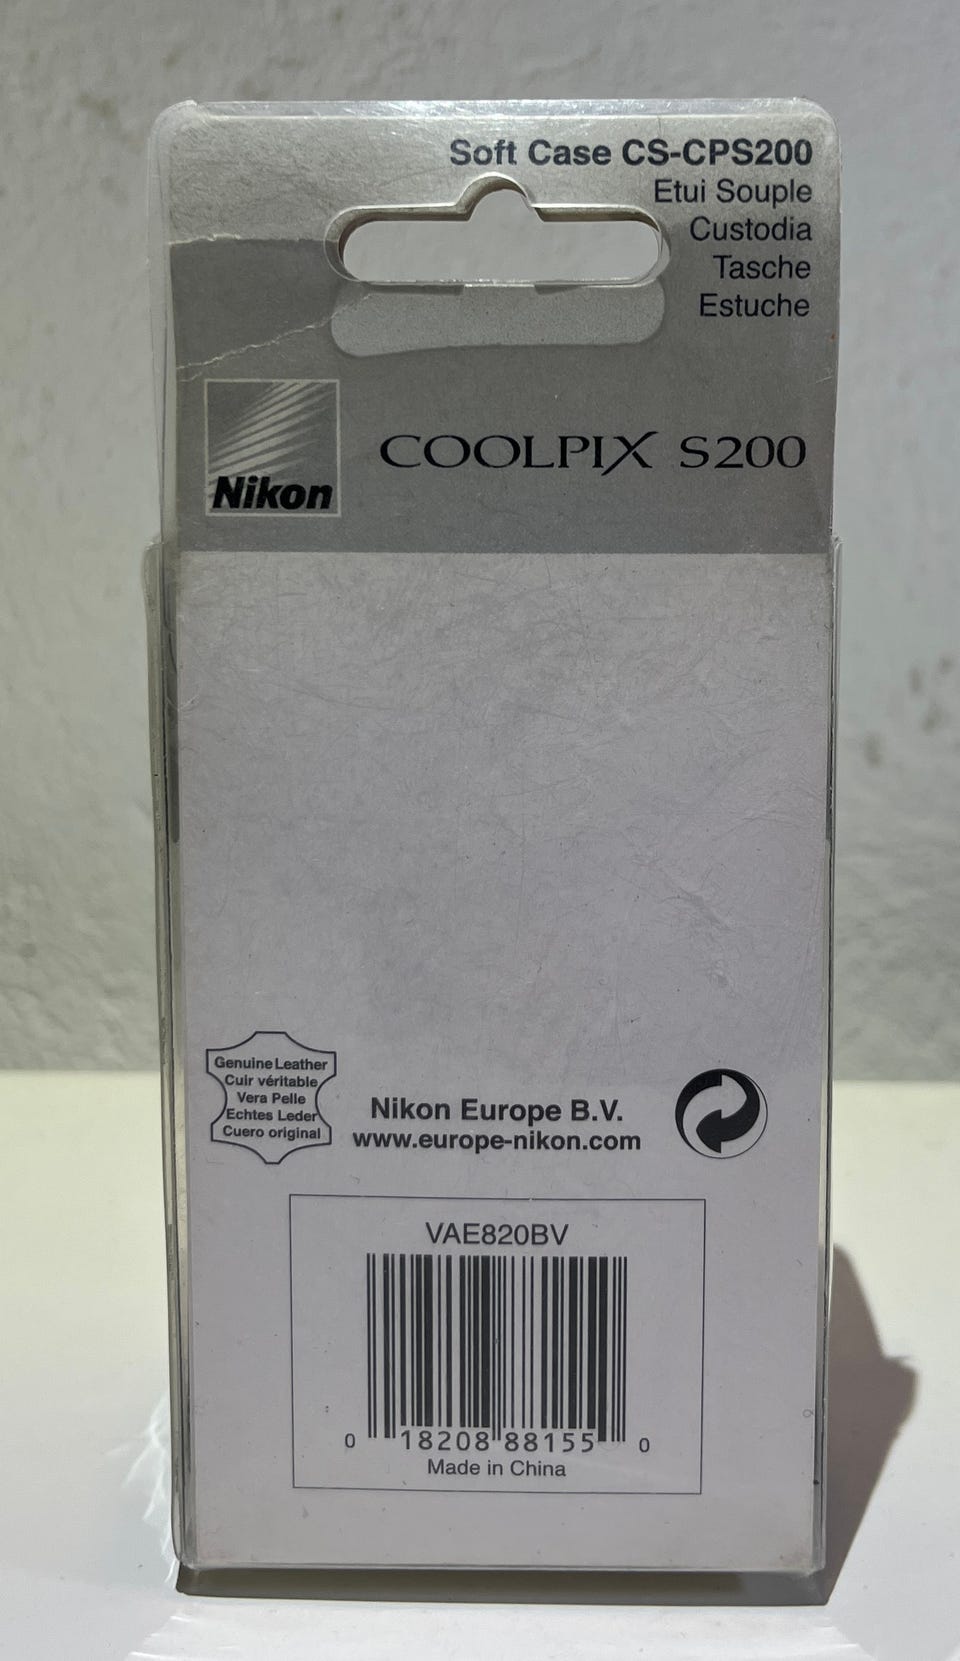 Soft Case CS-CPS200
Etui Souple
Custodia
Tasche
Estuche
Nikon
COOLPIX S200
Genuine Leather
Cuir véritable
Vera Pelle
Echtes Leder
Cuero original
Nikon Europe B.V.
www.europe-nikon.com
VAE820BV
0 18208 88155 0
Made in China